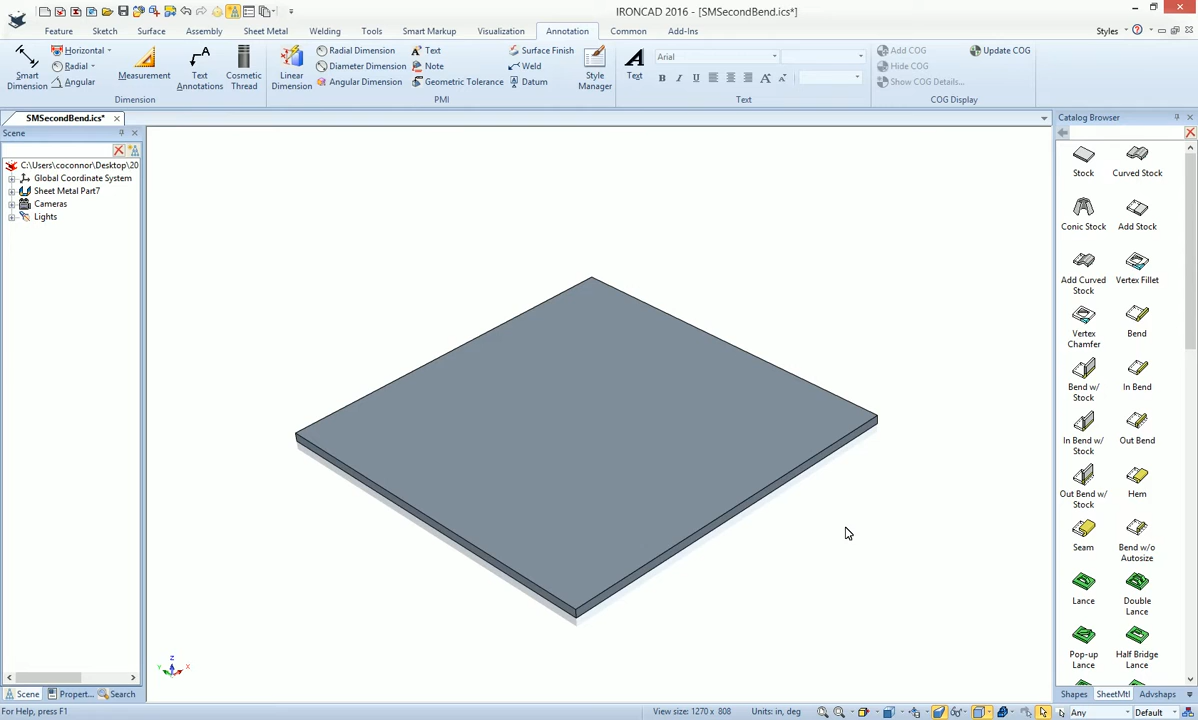 IRONCAD 2016 - [SMSecondBend.ics*]
Feature Sketch Surface Assembly Sheet Metal Welding Tools Smart Markup Visualization Annotation Common Add-Ins Styles
Smart Dimension
Horizontal
Radial
Angular
Measurement
Text Annotations
Cosmetic Thread
Dimension
Linear Dimension
Radial Dimension
Diameter Dimension
Angular Dimension
Text
Note
Geometric Tolerance
Surface Finish
Weld
Datum
Style Manager
PMI
Text
Arial
B I U A A
Text
Add COG
Hide COG
Show COG Details...
Update COG
COG Display
SMSecondBend.ics*
Scene
C:\Users\coconnor\Desktop\20
Global Coordinate System
Sheet Metal Part7
Cameras
Lights
Z
Y
X
Catalog Browser
Stock
Curved Stock
Conic Stock
Add Stock
Add Curved
Stock
Vertex Fillet
Vertex
Chamfer
Bend
Bend w/
Stock
In Bend
In Bend w/
Stock
Out Bend
Out Bend w/
Stock
Hem
Seam
Bend w/o
Autosize
Lance
Double
Lance
Pop-up
Lance
Half Bridge
Lance
Scene Propert... Search
Shapes SheetMtl Advshaps
For Help, press F1
View size: 1270 x 808
Units: in, deg
Any
Default